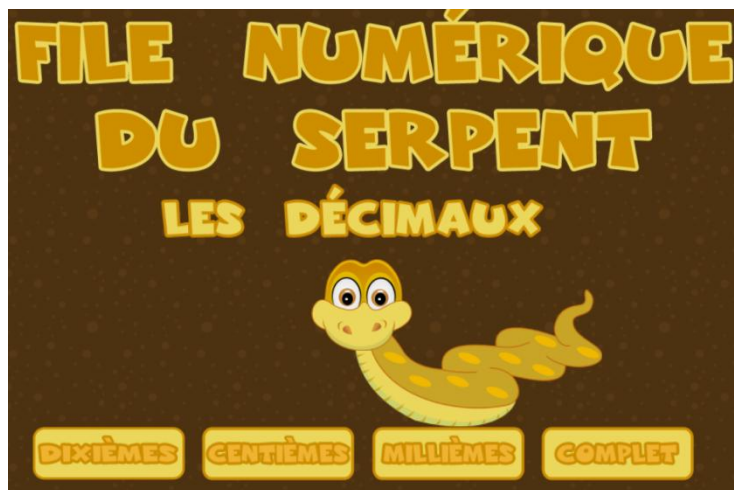 FILE NUMÉRIQUE
DU SERPENT
LES DÉCIMAUX
DIXIÈMES CENTIÈMES MILLIÈMES COMPLET